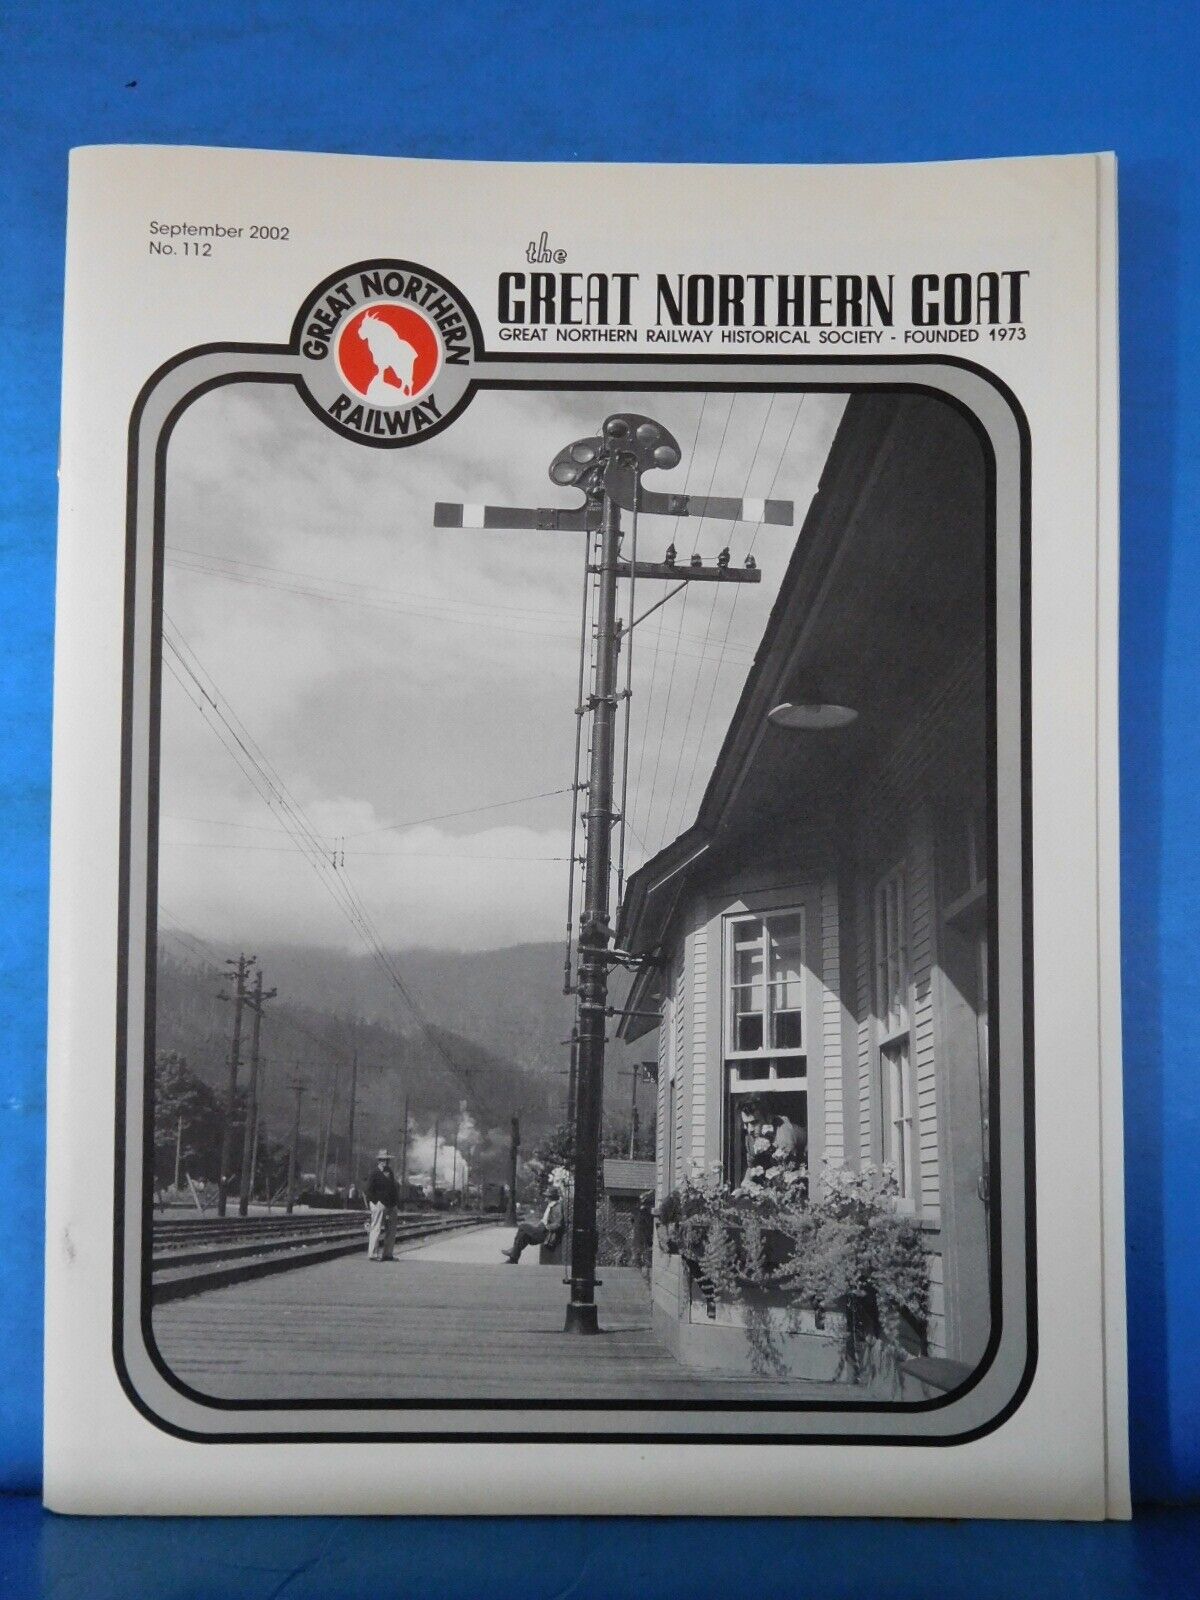 September 2002
No. 112
the
GREAT NORTHERN GOAT
GREAT NORTHERN RAILWAY HISTORICAL SOCIETY - FOUNDED 1973
GREAT NORTHERN
RAILWAY